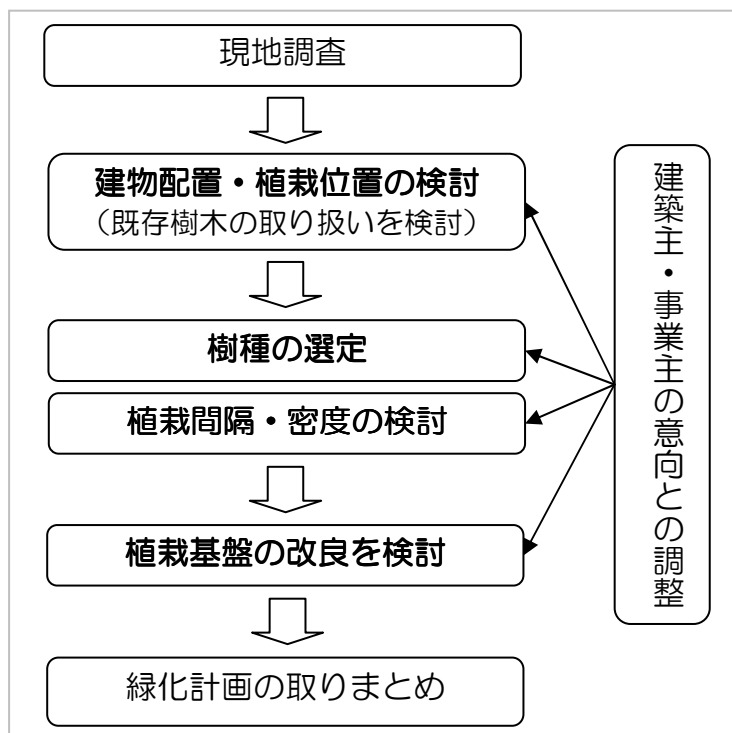 現地調査
建物配置・植栽位置の検討
（既存樹木の取り扱いを検討）
樹種の選定
植栽間隔・密度の検討
植栽基盤の改良を検討
緑化計画の取りまとめ
建築主・事業主の意向との調整